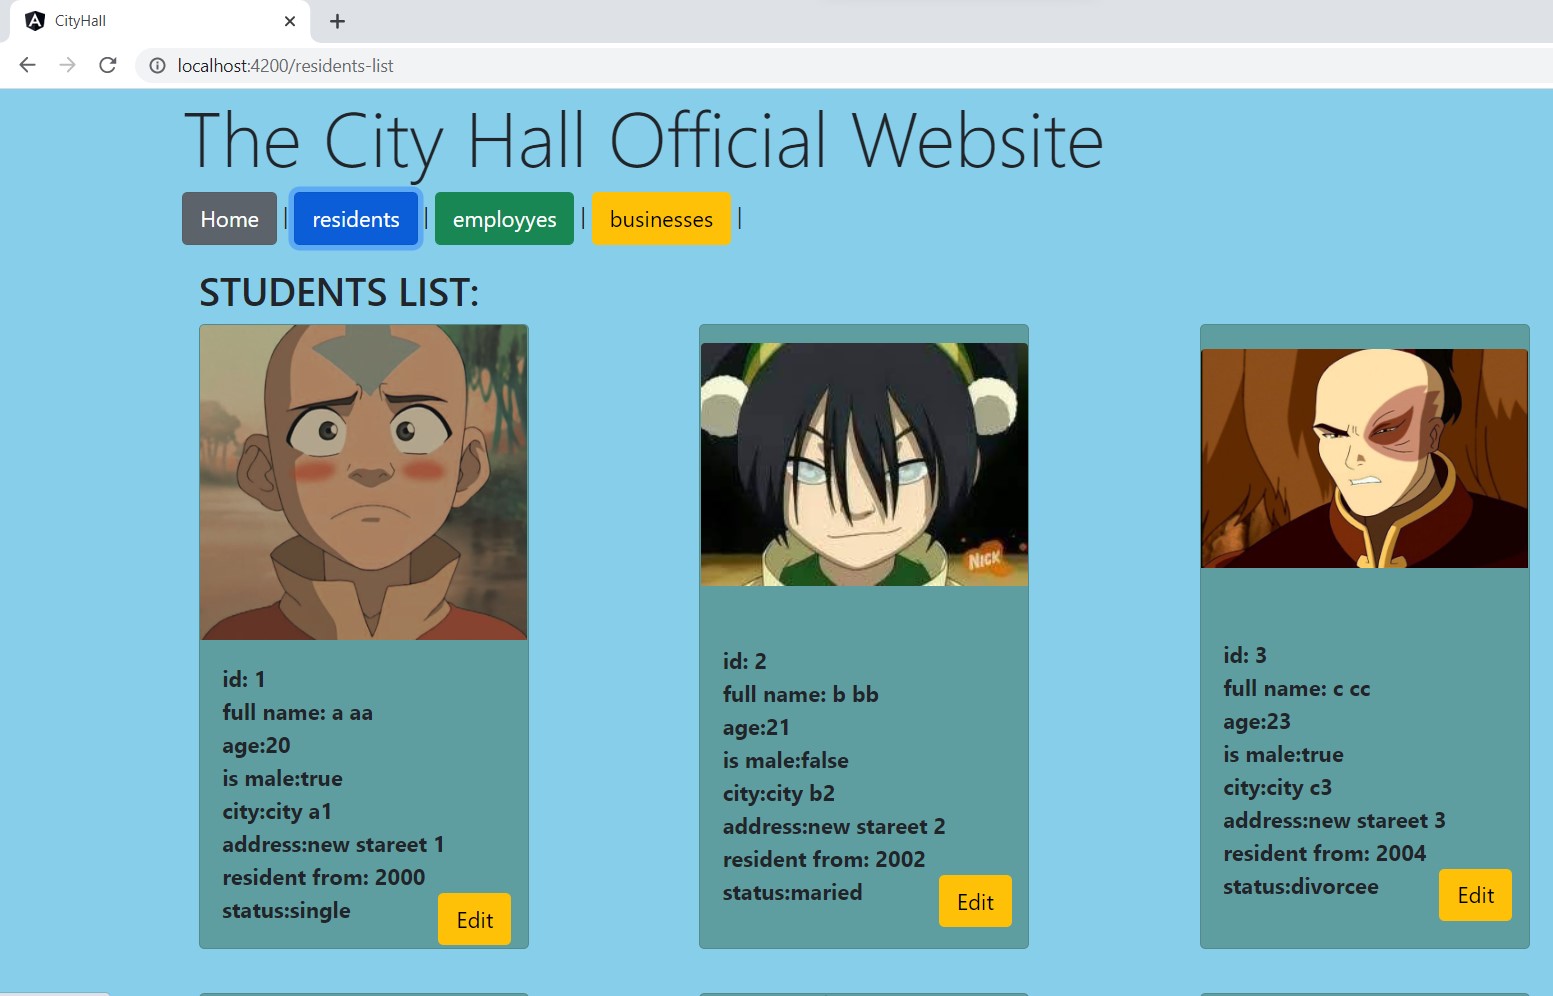 CityHall
localhost:4200/residents-list
The City Hall Official Website
Home | residents | employyes | businesses |
STUDENTS LIST:
id: 1
full name: a aa
age:20
is male:true
city:city a1
address:new stareet 1
resident from: 2000
status:single
Edit
NICK
id: 2
full name: b bb
age:21
is male:false
city:city b2
address:new stareet 2
resident from: 2002
status:maried
Edit
id: 3
full name: c cc
age:23
is male:true
city:city c3
address:new stareet 3
resident from: 2004
status:divorcee
Edit